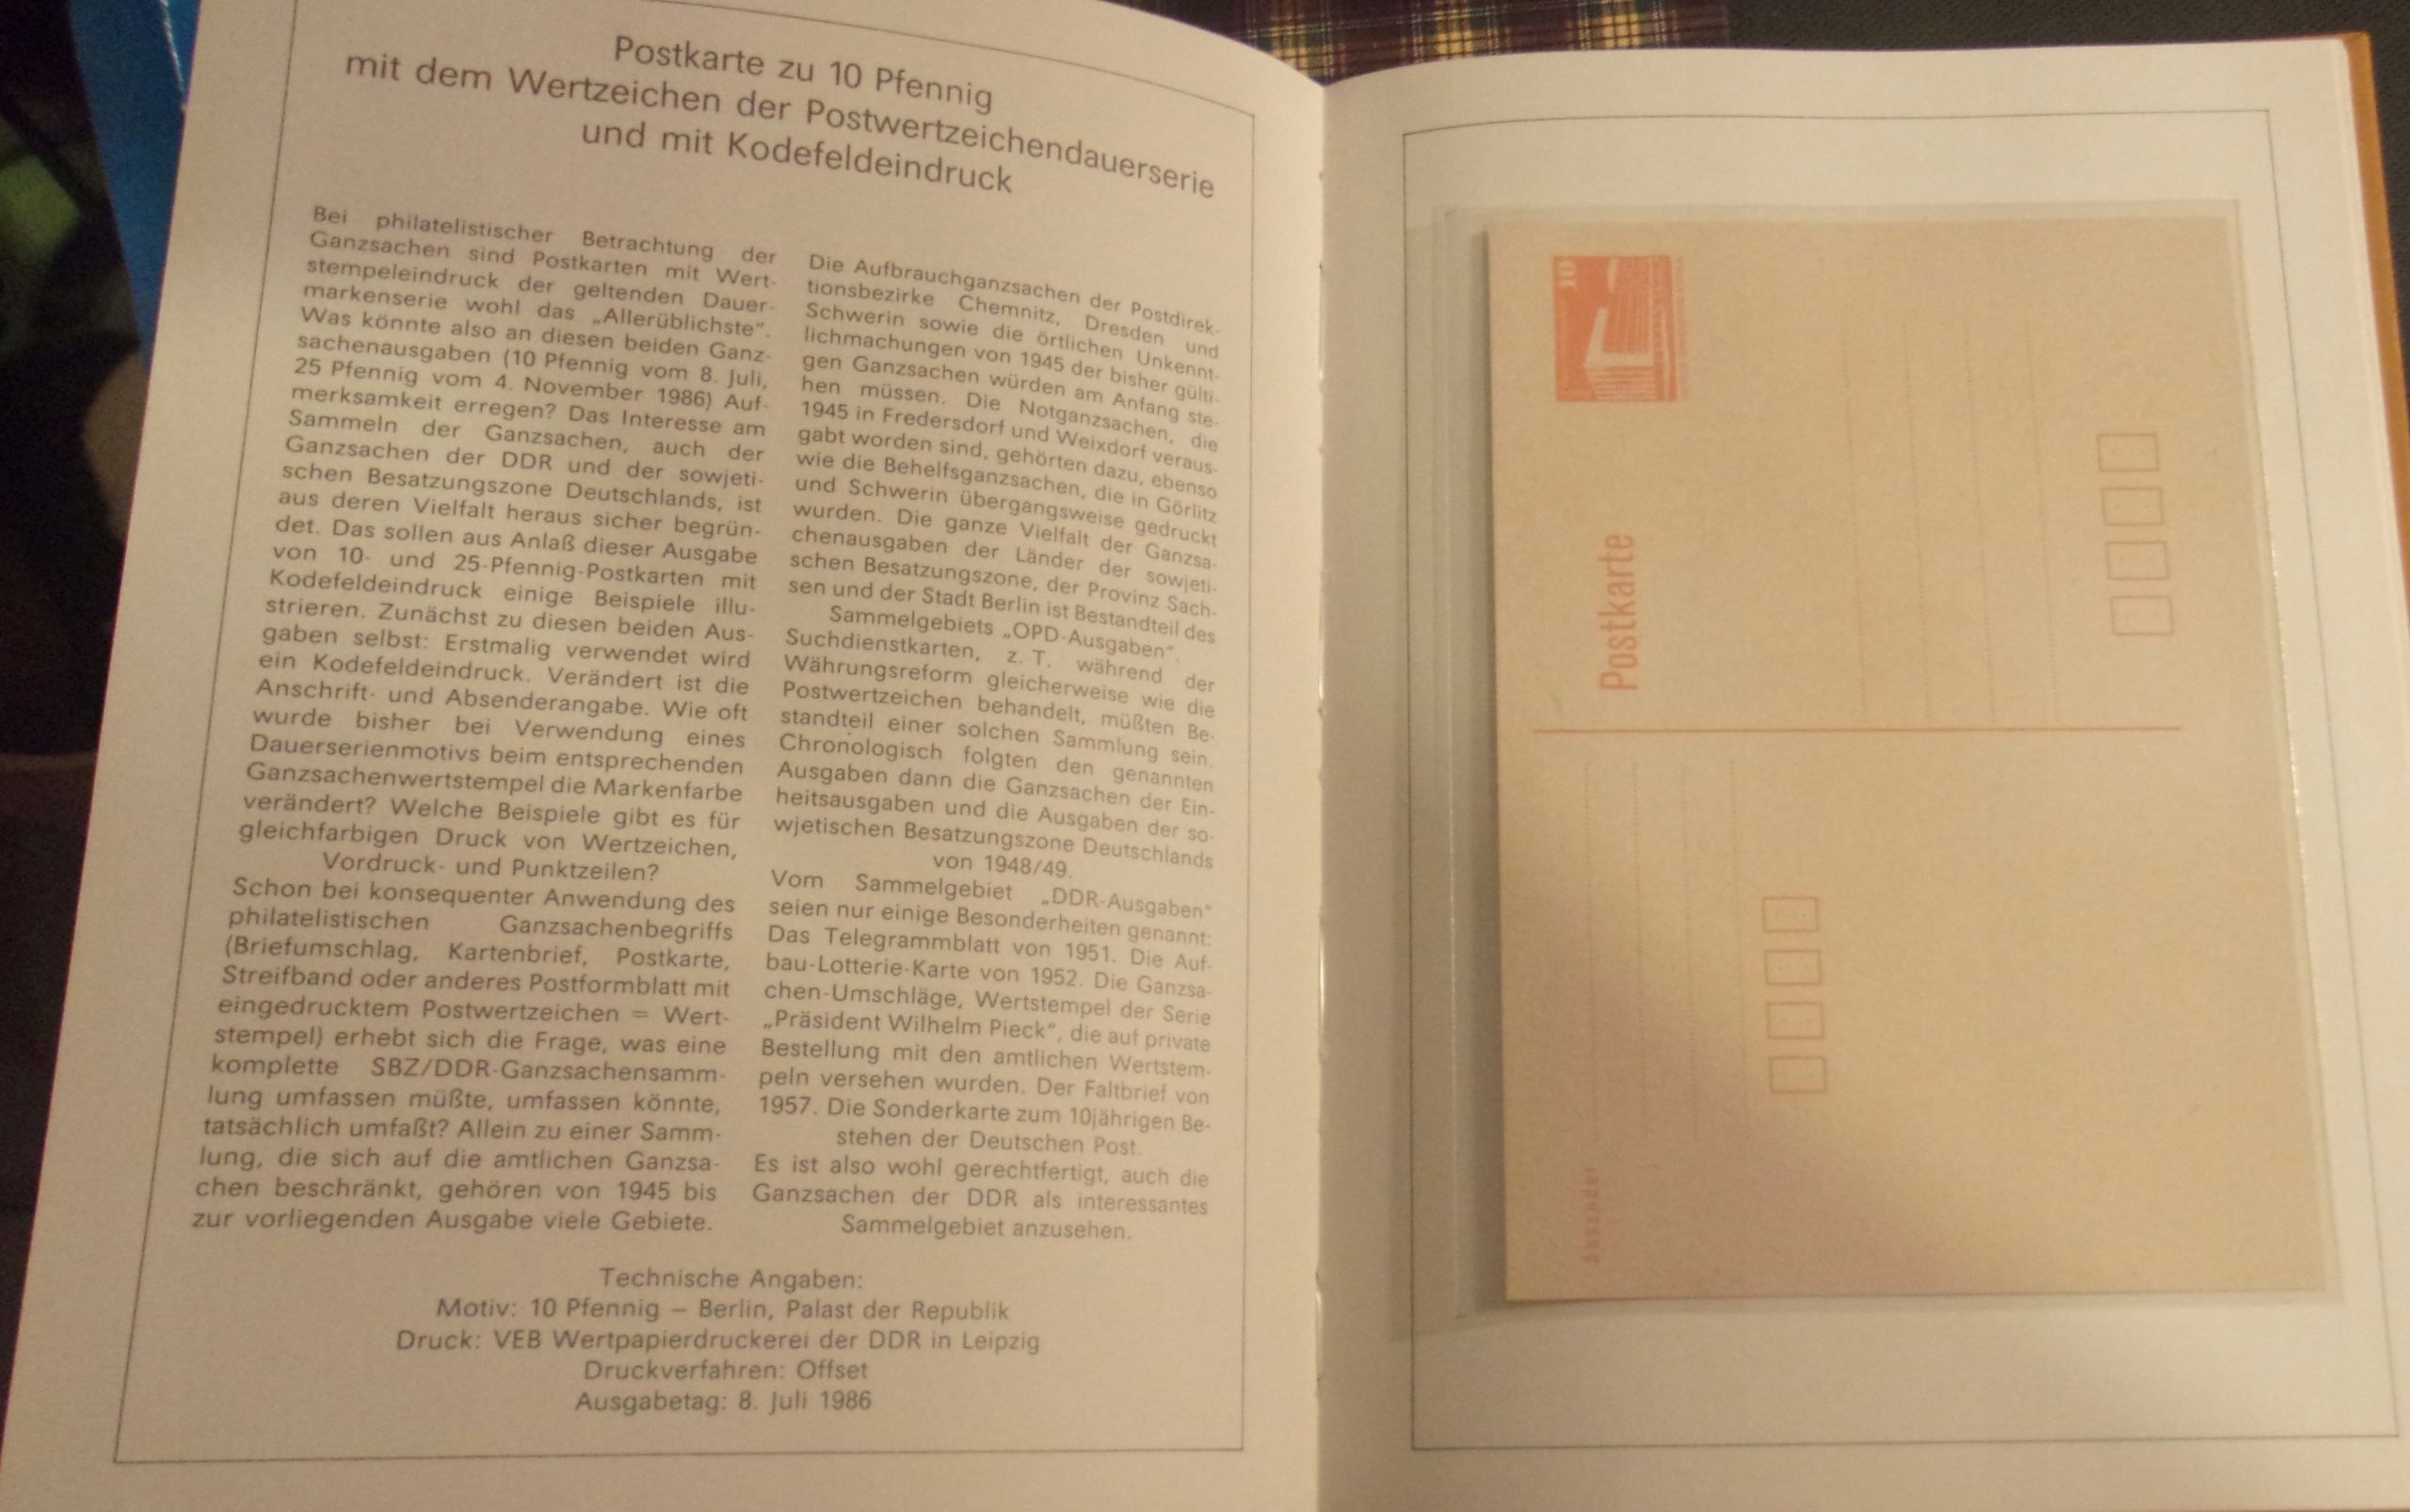 Postkarte zu 10 Pfennig
mit dem Wertzeichen der Postwertzeichendauerserie
und mit Kodefeldeindruck
Bei philatelistischer Betrachtung der
Ganzsachen sind Postkarten mit Wert-
stempeleindruck der geltenden Dauer-
markenserie wohl das „Allerüblichste“.
Was könnte also an diesen beiden Ganz-
sachenausgaben (10 Pfennig vom 8. Juli,
25 Pfennig vom 4. November 1986) Auf-
merksamkeit erregen? Das Interesse am
Sammeln der Ganzsachen, auch der
Ganzsachen der DDR und der sowjeti-
schen Besatzungszone Deutschlands, ist
aus deren Vielfalt heraus sicher begrün-
det. Das sollen aus Anlaß dieser Ausgabe
von 10- und 25-Pfennig-Postkarten mit
Kodefeldeindruck einige Beispiele illu-
strieren. Zunächst zu diesen beiden Aus-
gaben selbst: Erstmalig verwendet wird
ein Kodefeldeindruck. Verändert ist die
Anschrift- und Absenderangabe. Wie oft
wurde bisher bei Verwendung eines
Dauerserienmotivs beim entsprechenden
Ganzsachenwertstempel die Markenfarbe
verändert? Welche Beispiele gibt es für
gleichfarbigen Druck von Wertzeichen,
Vordruck- und Punktzeilen?
Schon bei konsequenter Anwendung des
philatelistischen Ganzsachenbegriffs
(Briefumschlag, Kartenbrief, Postkarte,
Streifband oder anderes Postformblatt mit
eingedrucktem Postwertzeichen = Wert-
stempel) erhebt sich die Frage, was eine
komplette SBZ/DDR-Ganzsachensamm-
lung umfassen müßte, umfassen könnte,
tatsächlich umfaßt? Allein zu einer Samm-
lung, die sich auf die amtlichen Ganzsa-
chen beschränkt, gehören von 1945 bis
zur vorliegenden Ausgabe viele Gebiete.
Die Aufbrauchganzsachen der Postdirek-
tionsbezirke Chemnitz, Dresden und
Schwerin sowie die örtlichen Unkennt-
lichmachungen von 1945 der bisher gülti-
gen Ganzsachen würden am Anfang ste-
hen müssen. Die Notganzsachen, die
1945 in Fredersdorf und Weixdorf veraus-
gabt worden sind, gehörten dazu, ebenso
wie die Behelfsganzsachen, die in Görlitz
und Schwerin übergangsweise gedruckt
wurden. Die ganze Vielfalt der Ganzsa-
chenausgaben der Länder der sowjeti-
schen Besatzungszone, der Provinz Sach-
sen und der Stadt Berlin ist Bestandteil des
Sammelgebiets „OPD-Ausgaben“.
Suchdienstkarten, z. T. während der
Währungsreform gleicherweise wie die
Postwertzeichen behandelt, müßten Be-
standteil einer solchen Sammlung sein.
Chronologisch folgten den genannten
Ausgaben dann die Ganzsachen der Ein-
heitsausgaben und die Ausgaben der so-
wjetischen Besatzungszone Deutschlands
von 1948/49.
Vom Sammelgebiet „DDR-Ausgaben“
seien nur einige Besonderheiten genannt:
Das Telegrammblatt von 1951. Die Auf-
bau-Lotterie-Karte von 1952. Die Ganzsa-
chen-Umschläge, Wertstempel der Serie
„Präsident Wilhelm Pieck“, die auf private
Bestellung mit den amtlichen Wertstem-
peln versehen wurden. Der Faltbrief von
1957. Die Sonderkarte zum 10jährigen Be-
stehen der Deutschen Post.
Es ist also wohl gerechtfertigt, auch die
Ganzsachen der DDR als interessantes
Sammelgebiet anzusehen.
Technische Angaben:
Motiv: 10 Pfennig – Berlin, Palast der Republik
Druck: VEB Wertpapierdruckerei der DDR in Leipzig
Druckverfahren: Offset
Ausgabetag: 8. Juli 1986
10
Postkarte
Absender